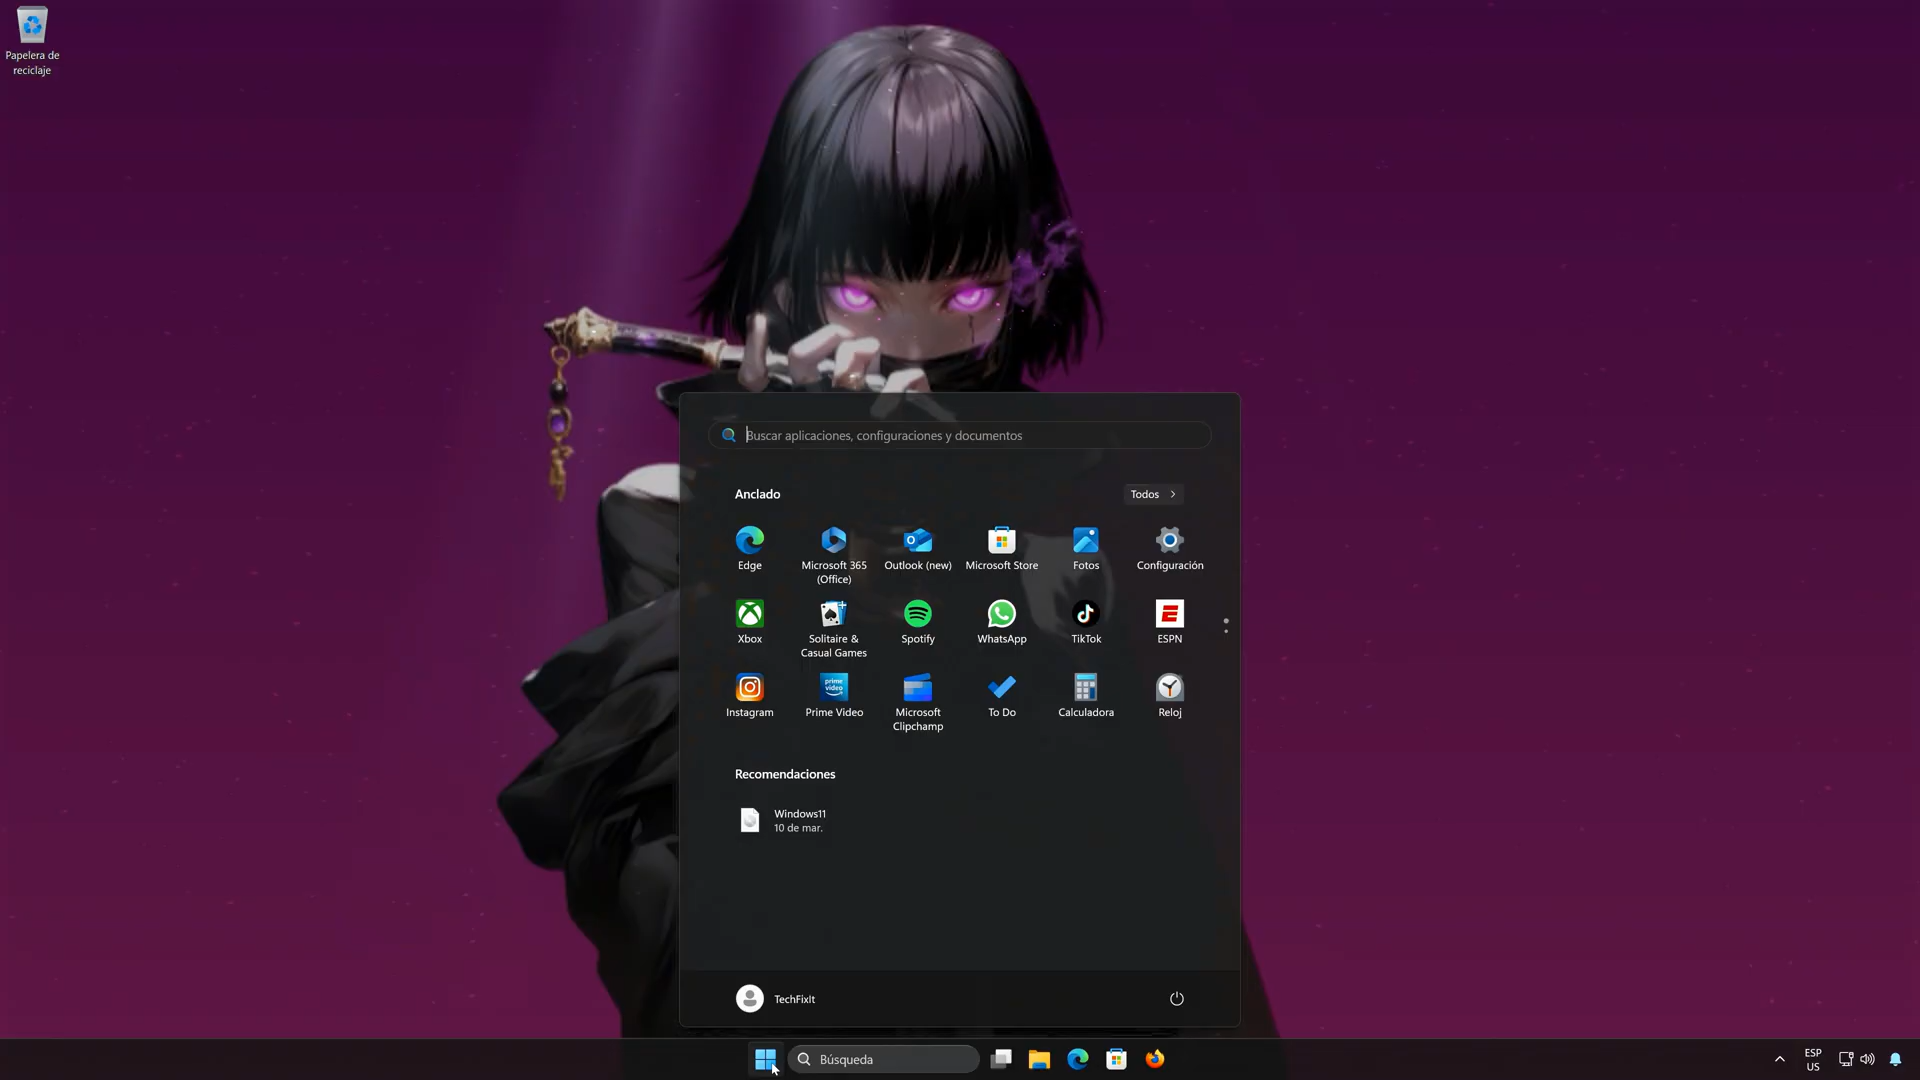 Papelera de
reciclaje
Buscar aplicaciones, configuraciones y documentos
Anclado
Todos
Edge
Microsoft 365
(Office)
Outlook (new)
Microsoft Store
Fotos
Configuración
Xbox
Solitaire &
Casual Games
Spotify
WhatsApp
TikTok
ESPN
prime
video
Instagram
Prime Video
Microsoft
Clipchamp
To Do
Calculadora
Reloj
Recomendaciones
Windows11
10 de mar.
TechFixIt
Búsqueda
ESP
US